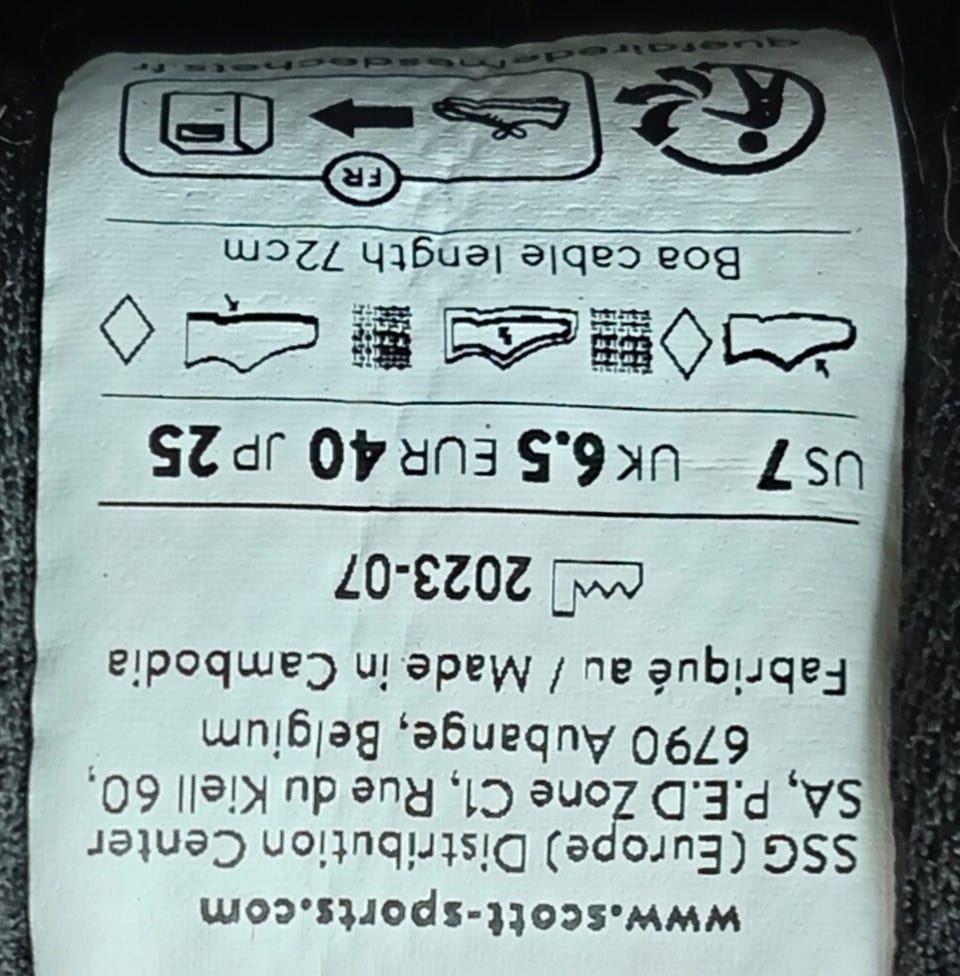 www.scott-sports.com
SSG (Europe) Distribution Center
SA, P.E.D Zone C1, Rue du Kiell 60,
6790 Aubange, Belgium
Fabriqué au / Made in Cambodia
2023-07
US 7 UK 6.5 EUR 40 JP 25
Boa cable length 72cm
FR
quefairedemesdechets.fr